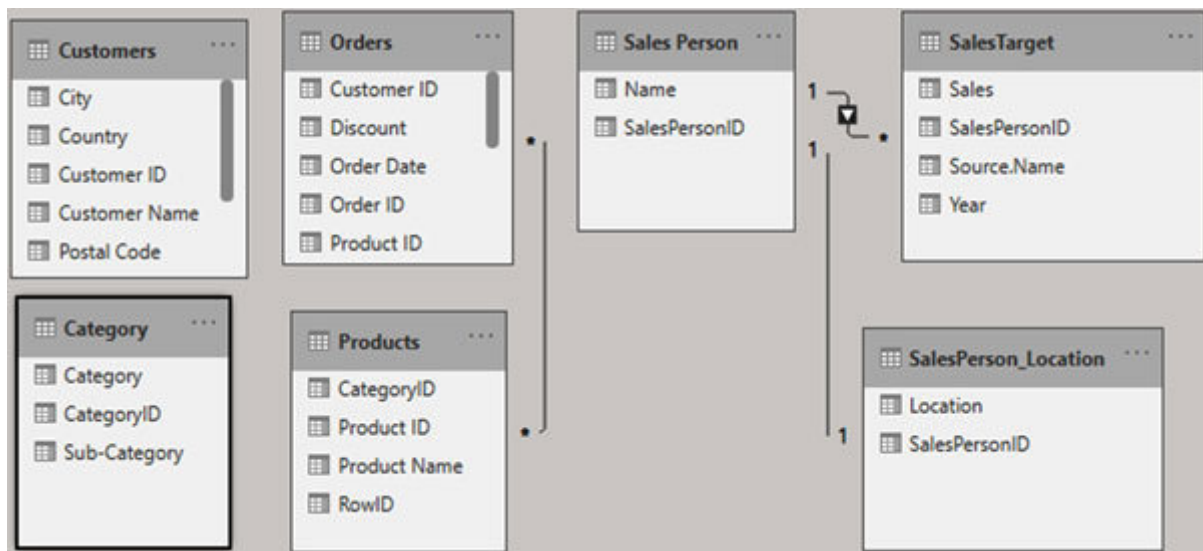 Customers ...
City
Country
Customer ID
Customer Name
Postal Code
Orders ...
Customer ID
Discount
Order Date
Order ID
Product ID
*
Sales Person ...
Name
SalesPersonID
1
1
*
SalesTarget ...
Sales
SalesPersonID
Source.Name
Year
Category ...
Category
CategoryID
Sub-Category
Products ...
CategoryID
Product ID
Product Name
RowID
*
1
SalesPerson_Location ...
Location
SalesPersonID